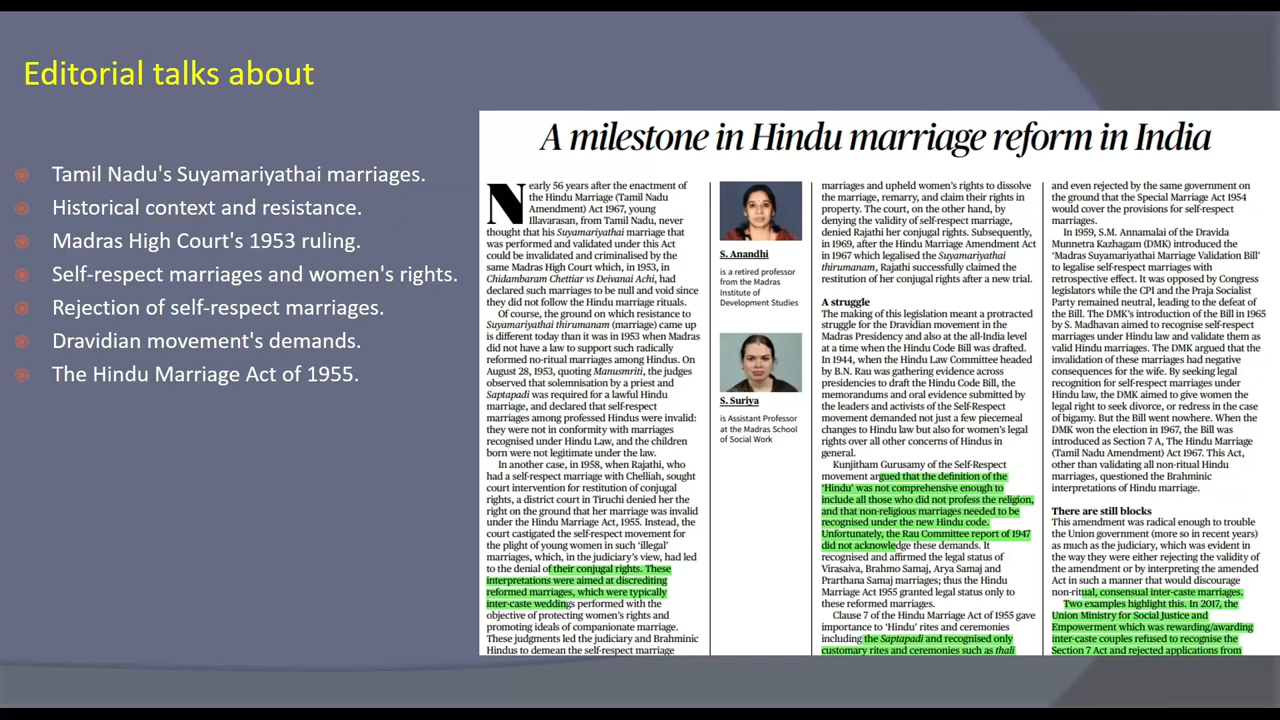 Editorial talks about
Tamil Nadu's Suyamariyathai marriages.
Historical context and resistance.
Madras High Court's 1953 ruling.
Self-respect marriages and women's rights.
Rejection of self-respect marriages.
Dravidian movement's demands.
The Hindu Marriage Act of 1955.
A milestone in Hindu marriage reform in India
Nearly 56 years after the enactment of
the Hindu Marriage (Tamil Nadu
Amendment) Act 1967, young
Illavarasan, from Tamil Nadu, never
thought that his Suyamariyathai marriage that
was performed and validated under this Act
could be invalidated and criminalised by the
same Madras High Court which, in 1953, in
Chidambaram Chettiar vs Deivanai Achi, had
declared such marriages to be null and void since
they did not follow the Hindu marriage rituals.
Of course, the ground on which resistance to
Suyamariyathai thirumanam (marriage) came up
is different today than it was in 1953 when Madras
did not have a law to support such radically
reformed no-ritual marriages among Hindus. On
August 28, 1953, quoting Manusmriti, the judges
observed that solemnisation by a priest and
Saptapadi was required for a lawful Hindu
marriage, and declared that self-respect
marriages among professed Hindus were invalid:
they were not in conformity with marriages
recognised under Hindu Law, and the children
born were not legitimate under the law.
In another case, in 1958, when Rajathi, who
had a self-respect marriage with Chelliah, sought
court intervention for restitution of conjugal
rights, a district court in Tiruchi denied her the
right on the ground that her marriage was invalid
under the Hindu Marriage Act, 1955. Instead, the
court castigated the self-respect movement for
the plight of young women in such ‘illegal’
marriages, which, in the judiciary’s view, had led
to the denial of their conjugal rights. These
interpretations were aimed at discrediting
reformed marriages, which were typically
inter-caste weddings performed with the
objective of protecting women’s rights and
promoting ideals of companionate marriage.
These judgments led the judiciary and Brahminic
Hindus to demean the self-respect marriage
S. Anandhi
is a retired professor
from the Madras
Institute of
Development Studies
S. Suriya
is Assistant Professor
at the Madras School
of Social Work
marriages and upheld women’s rights to dissolve
the marriage, remarry, and claim their rights in
property. The court, on the other hand, by
denying the validity of self-respect marriage,
denied Rajathi her conjugal rights. Subsequently,
in 1969, after the Hindu Marriage Amendment Act
in 1967 which legalised the Suyamariyathai
thirumanam, Rajathi successfully claimed the
restitution of her conjugal rights after a new trial.
A struggle
The making of this legislation meant a protracted
struggle for the Dravidian movement in the
Madras Presidency and also at the all-India level
at a time when the Hindu Code Bill was drafted.
In 1944, when the Hindu Law Committee headed
by B.N. Rau was gathering evidence across
presidencies to draft the Hindu Code Bill, the
memorandums and oral evidence submitted by
the leaders and activists of the Self-Respect
movement demanded not just a few piecemeal
changes to Hindu law but also for women’s legal
rights over all other concerns of Hindus in
general.
Kunjitham Gurusamy of the Self-Respect
movement argued that the definition of the
‘Hindu’ was not comprehensive enough to
include all those who did not profess the religion,
and that non-religious marriages needed to be
recognised under the new Hindu code.
Unfortunately, the Rau Committee report of 1947
did not acknowledge these demands. It
recognised and affirmed the legal status of
Virasaiva, Brahmo Samaj, Arya Samaj and
Prarthana Samaj marriages; thus the Hindu
Marriage Act 1955 granted legal status only to
these reformed marriages.
Clause 7 of the Hindu Marriage Act of 1955 gave
importance to ‘Hindu’ rites and ceremonies
including the Saptapadi and recognised only
customary rites and ceremonies such as thali
and even rejected by the same government on
the ground that the Special Marriage Act 1954
would cover the provisions for self-respect
marriages.
In 1959, S.M. Annamalai of the Dravida
Munnetra Kazhagam (DMK) introduced the
‘Madras Suyamariyathai Marriage Validation Bill’
to legalise self-respect marriages with
retrospective effect. It was opposed by Congress
legislators while the CPI and the Praja Socialist
Party remained neutral, leading to the defeat of
the Bill. The DMK’s introduction of the Bill in 1965
by S. Madhavan aimed to recognise self-respect
marriages under Hindu law and validate them as
valid Hindu marriages. The DMK argued that the
invalidation of these marriages had negative
consequences for the wife. By seeking legal
recognition for self-respect marriages under
Hindu law, the DMK aimed to give women the
legal right to seek divorce, or redress in the case
of bigamy. But the Bill went nowhere. When the
DMK won the election in 1967, the Bill was
introduced as Section 7 A, The Hindu Marriage
(Tamil Nadu Amendment) Act 1967. This Act,
other than validating all non-ritual Hindu
marriages, questioned the Brahminic
interpretations of Hindu marriage.
There are still blocks
This amendment was radical enough to trouble
the Union government (more so in recent years)
as much as the judiciary, which was evident in
the way they were either rejecting the validity of
the amendment or by interpreting the amended
Act in such a manner that would discourage
non-ritual, consensual inter-caste marriages.
Two examples highlight this. In 2017, the
Union Ministry for Social Justice and
Empowerment which was rewarding/awarding
inter-caste couples refused to recognise the
Section 7 Act and rejected applications from